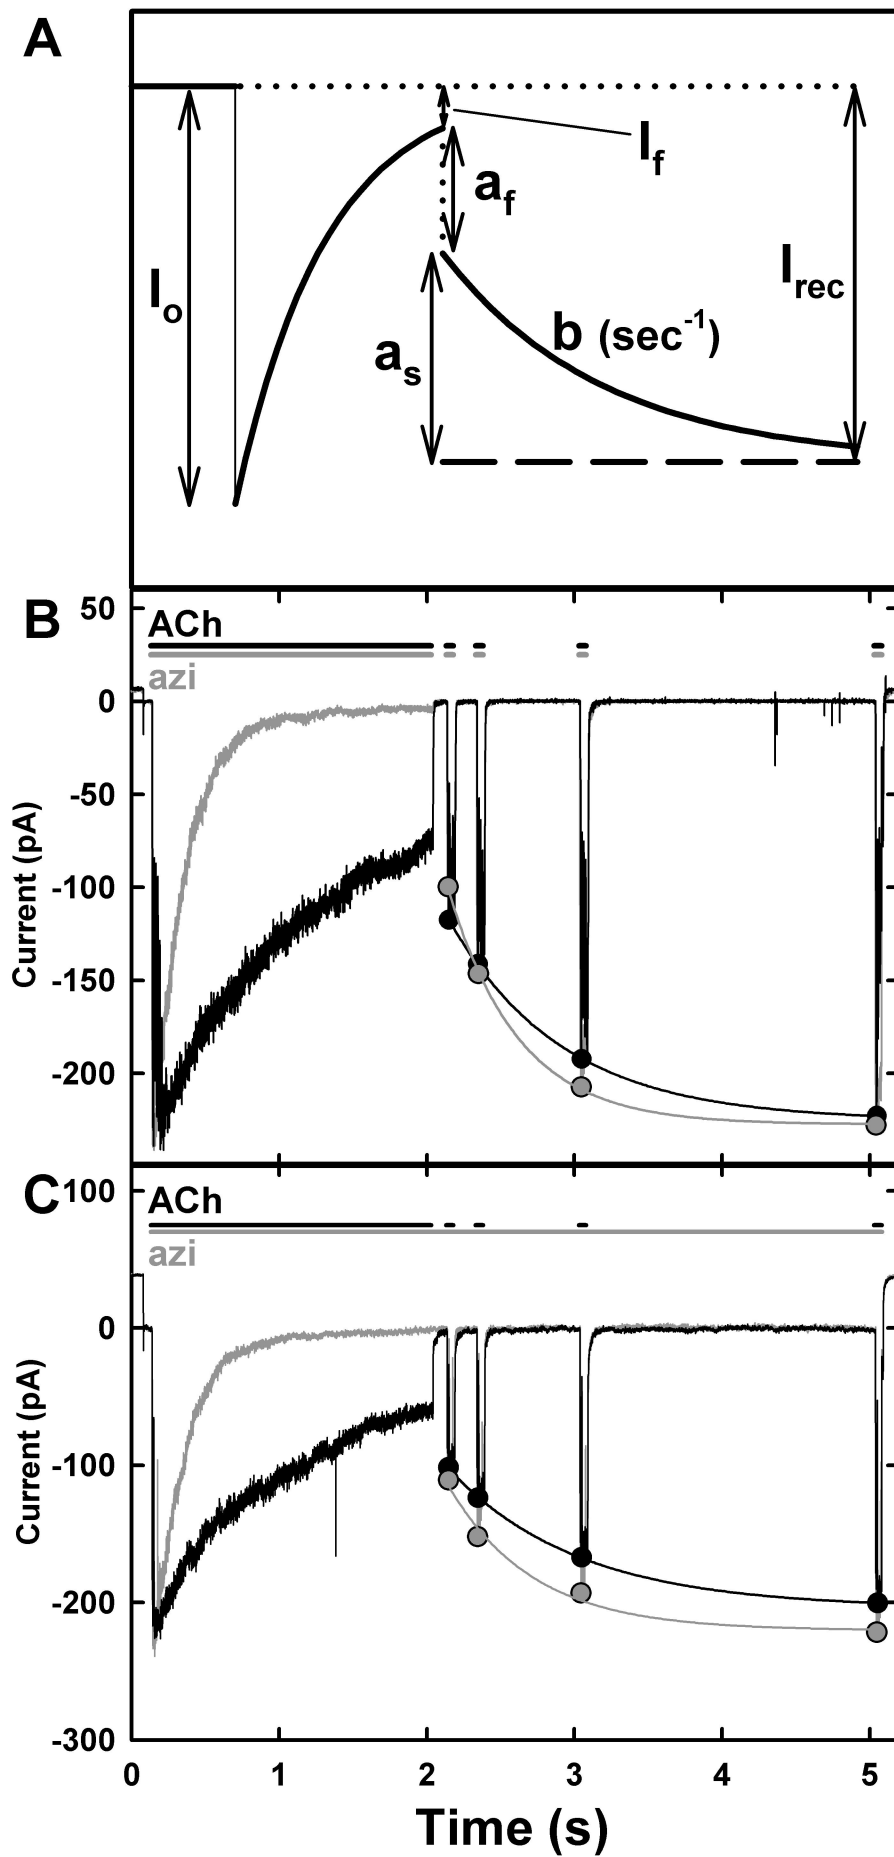 A
I_f
a_f
I_rec
I_o
b (sec⁻¹)
a_s
B
50
ACh
azi
0
-50
-100
-150
-200
Current (pA)
C
100
ACh
azi
0
-100
-200
-300
Current (pA)
0 1 2 3 4 5
Time (s)